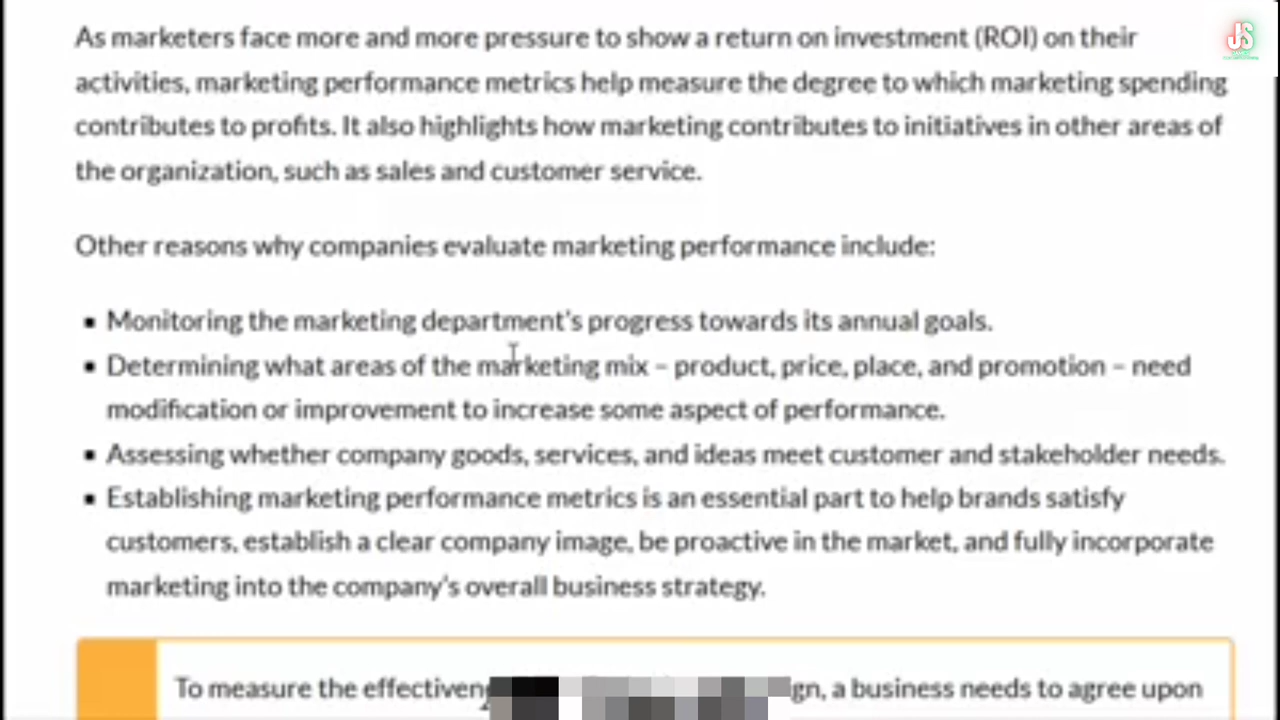 JS
As marketers face more and more pressure to show a return on investment (ROI) on their
activities, marketing performance metrics help measure the degree to which marketing spending
contributes to profits. It also highlights how marketing contributes to initiatives in other areas of
the organization, such as sales and customer service.
Other reasons why companies evaluate marketing performance include:
▪ Monitoring the marketing department's progress towards its annual goals.
▪ Determining what areas of the marketing mix – product, price, place, and promotion – need
modification or improvement to increase some aspect of performance.
▪ Assessing whether company goods, services, and ideas meet customer and stakeholder needs.
▪ Establishing marketing performance metrics is an essential part to help brands satisfy
customers, establish a clear company image, be proactive in the market, and fully incorporate
marketing into the company's overall business strategy.
To measure the a business needs to agree upon